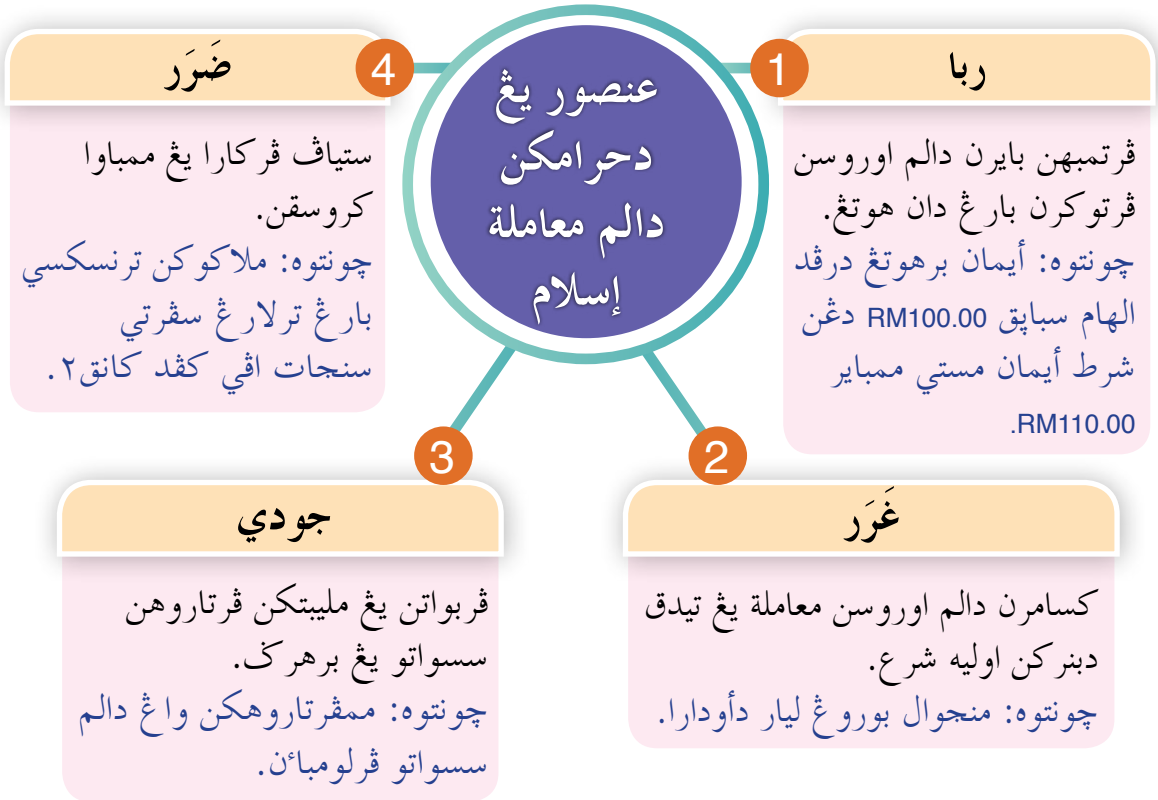 عنصور يڠ
دحرامكن
دالم معاملة
إسلام
1
ربا
ڤرتمبهن بايرن دالم اوروسن
ڤرتوكرن بارڠ دان هوتڠ.
چونتوه: أيمان برهوتڠ درڤد
الهام سباڽق RM100.00 دڠن
شرط أيمان مستي ممباير
RM110.00.
2
غَرَر
كسامرن دالم اوروسن معاملة يڠ تيدق
دبنركن اوليه شرع.
چونتوه: منجوال بوروڠ ليار دأودارا.
3
جودي
ڤربواتن يڠ مليبتكن ڤرتاروهن
سسواتو يڠ برهرݢ.
چونتوه: ممڤرتاروهكن واڠ دالم
سسواتو ڤرلومباءن.
4
ضَرَر
ستياڤ ڤركارا يڠ ممباوا
كروسقن.
چونتوه: ملاكوكن ترنسكسي
بارڠ ترلارڠ سڤرتي
سنجات اڤي كڤد كانق٢.